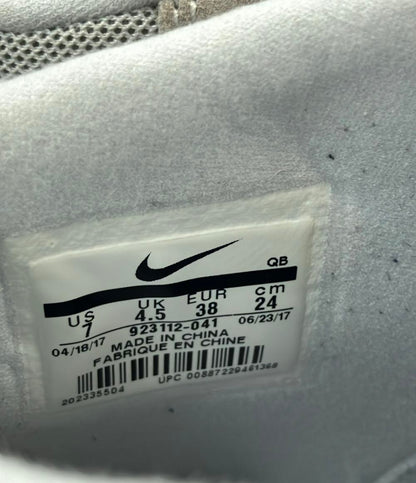 QB
US UK EUR cm
7 4.5 38 24
923112-041
04/18/17 06/23/17
MADE IN CHINA
FABRIQUE EN CHINE
202335504 UPC 00887229461368